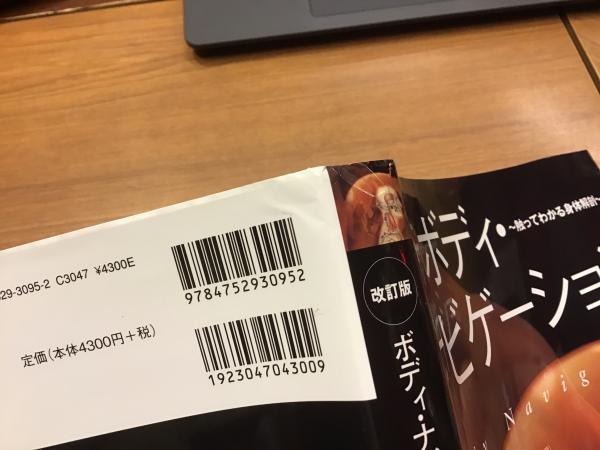 29-3095-2 C3047 ¥4300E
9784752930952
定価(本体4300円+税)
1923047043009
改訂版
ボディ・ナ
ボディ・
〜触ってわかる身体解剖〜
ビゲーショ
Navig